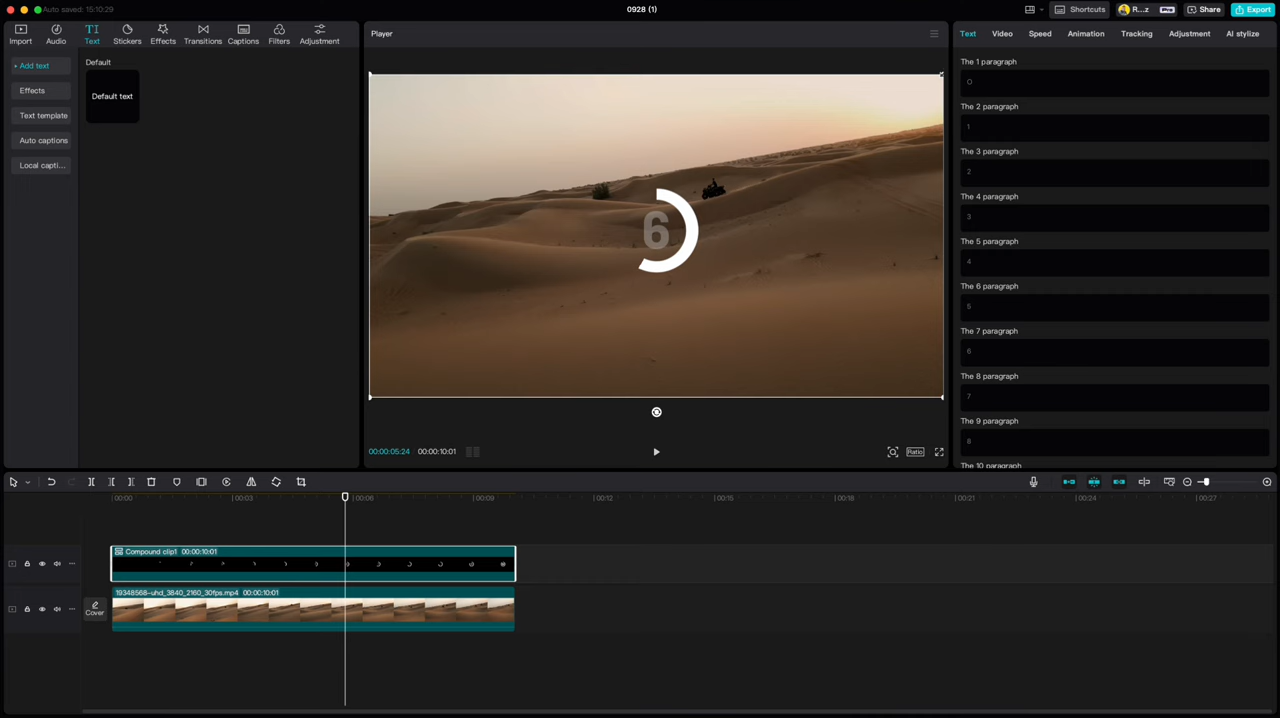 Auto saved: 15:10:29
0928 (1)
Shortcuts
R...z
Pro
Share
Export
Import
Audio
TI
Text
Stickers
Effects
Transitions
Captions
Filters
Adjustment
Player
Text
Video
Speed
Animation
Tracking
Adjustment
AI stylize
Add text
Effects
Text template
Auto captions
Local capti...
Default
Default text
6
The 1 paragraph
0
The 2 paragraph
1
The 3 paragraph
2
The 4 paragraph
3
The 5 paragraph
4
The 6 paragraph
5
The 7 paragraph
6
The 8 paragraph
7
The 9 paragraph
8
The 10 paragraph
00:00:05:24
00:00:10:01
Ratio
00:00
00:03
00:06
00:09
00:12
00:15
00:18
00:21
00:24
00:27
Compound clip1 00:00:10:01
19348568-uhd_3840_2160_30fps.mp4 00:00:10:01
Cover